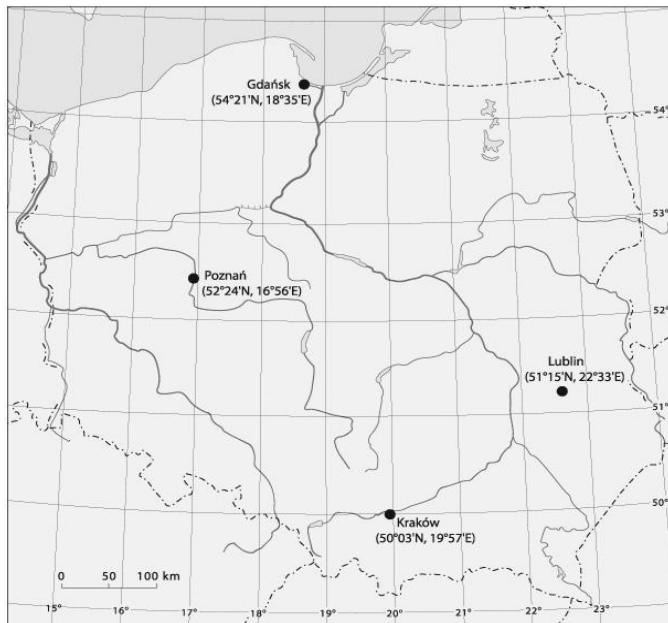 Gdańsk
(54°21'N, 18°35'E)
54°
53°
Poznań
(52°24'N, 16°56'E)
52°
Lublin
(51°15'N, 22°33'E)
51°
50°
Kraków
(50°03'N, 19°57'E)
0 50 100 km
15° 16° 17° 18° 19° 20° 21° 22° 23°